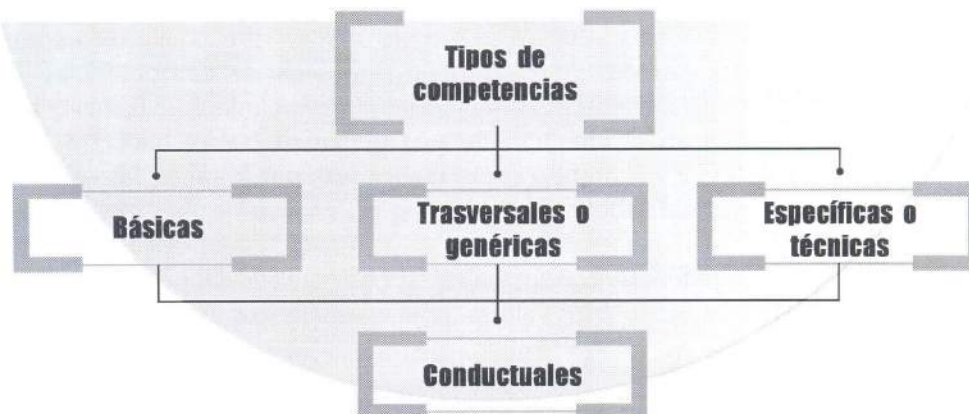 Tipos de
competencias
Básicas
Trasversales o
genéricas
Específicas o
técnicas
Conductuales